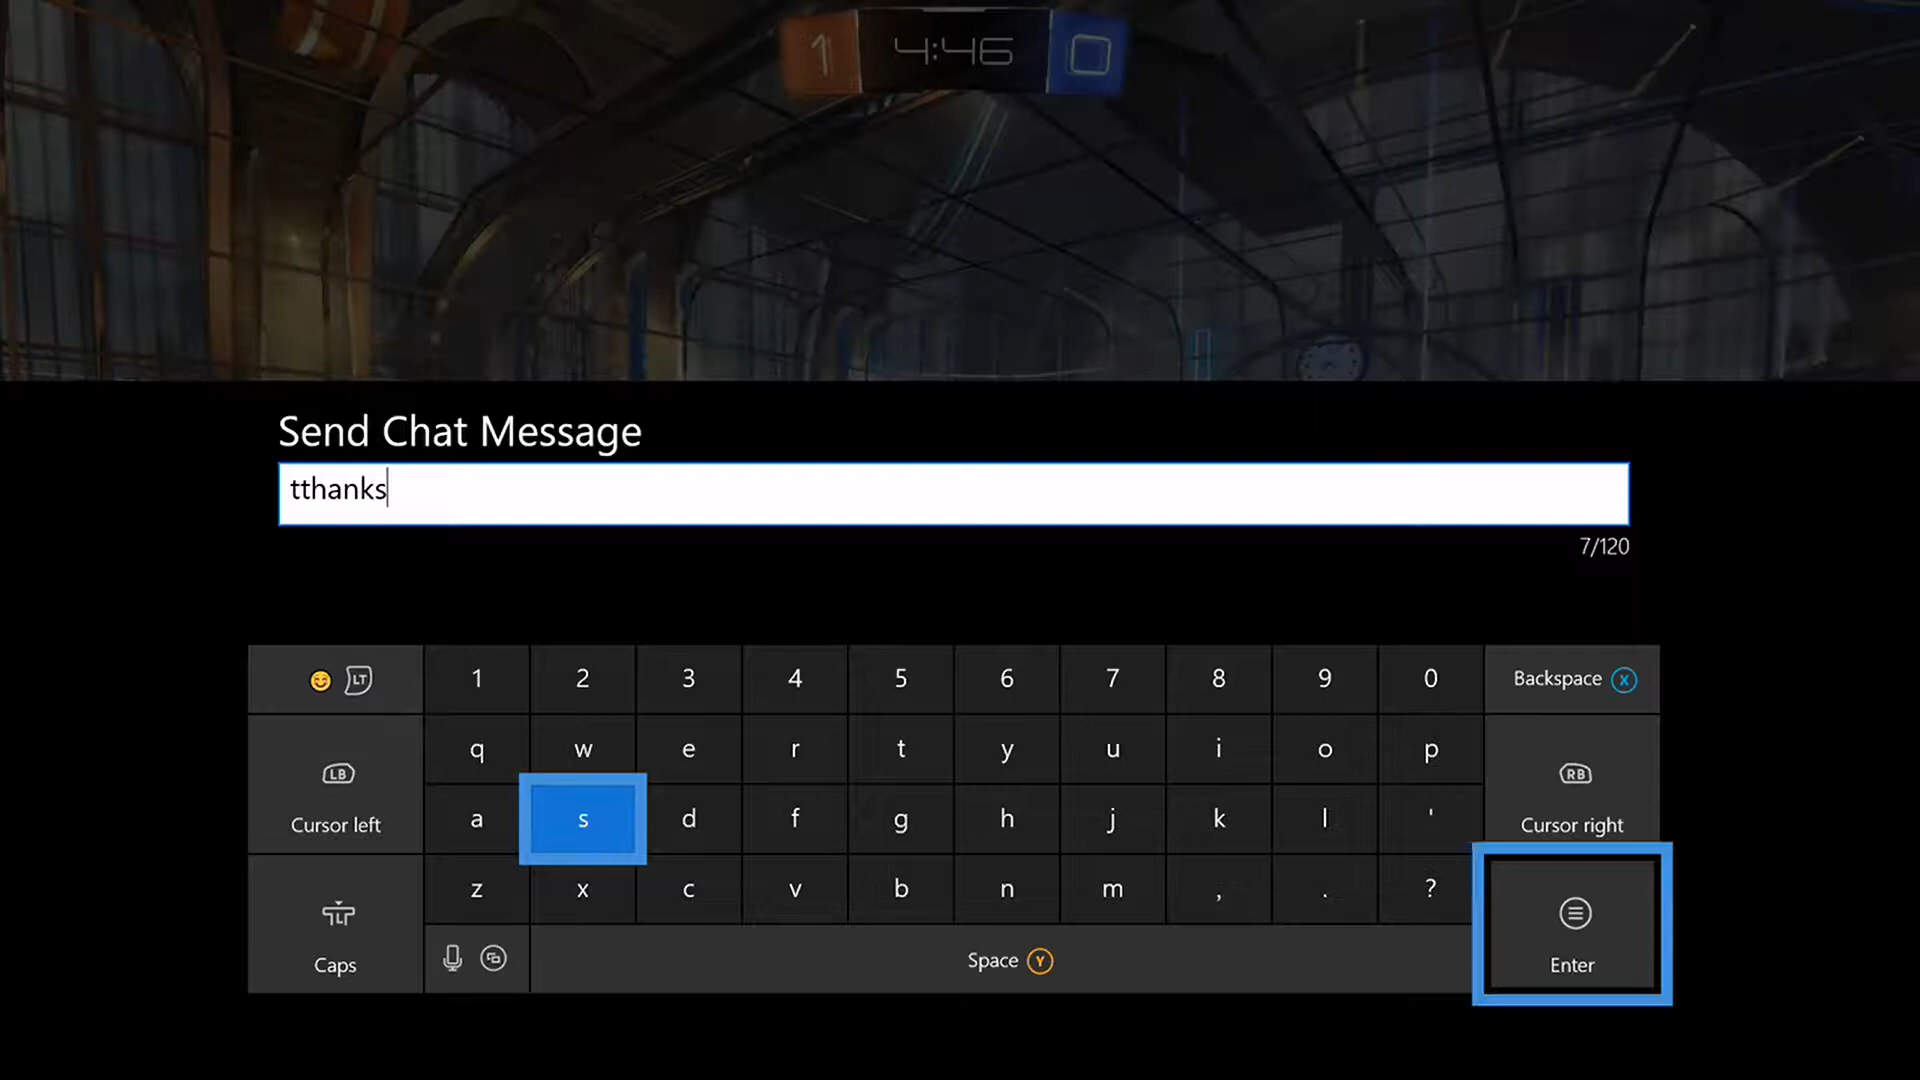 1 4:46 0
Send Chat Message
tthanks
7/120
LT 1 2 3 4 5 6 7 8 9 0 Backspace X
LB q w e r t y u i o p RB
Cursor left a s d f g h j k l ' Cursor right
z x c v b n m , . ?
Caps Space Y Enter